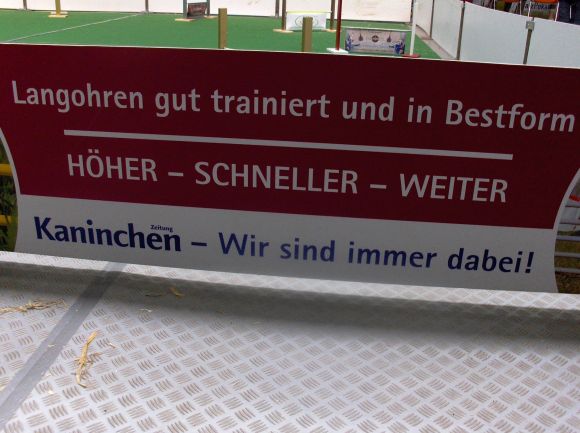 Langohren gut trainiert und in Bestform
HÖHER – SCHNELLER – WEITER
Zeitung
Kaninchen – Wir sind immer dabei!